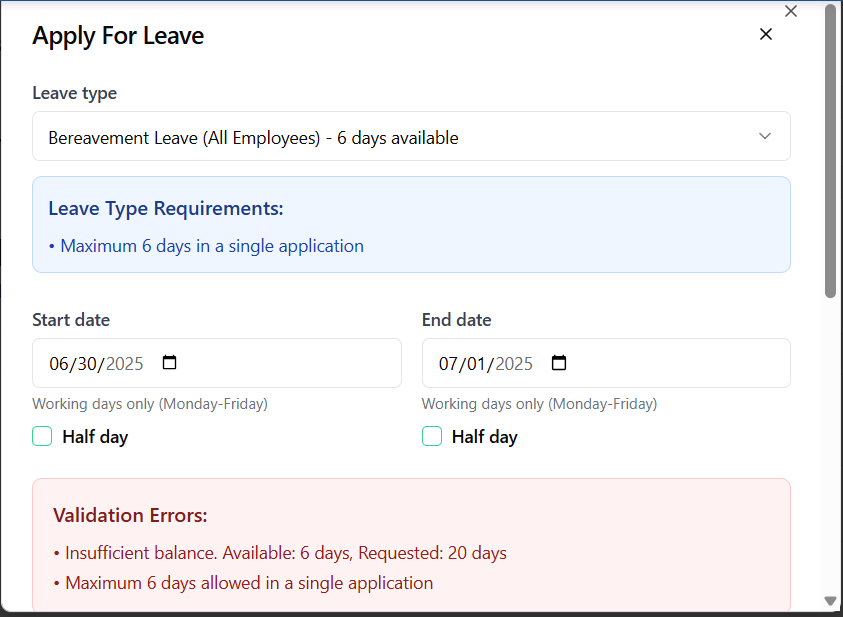 Apply For Leave
Leave type
Bereavement Leave (All Employees) - 6 days available
Leave Type Requirements:
• Maximum 6 days in a single application
Start date End date
06/30/2025 07/01/2025
Working days only (Monday-Friday) Working days only (Monday-Friday)
Half day Half day
Validation Errors:
• Insufficient balance. Available: 6 days, Requested: 20 days
• Maximum 6 days allowed in a single application